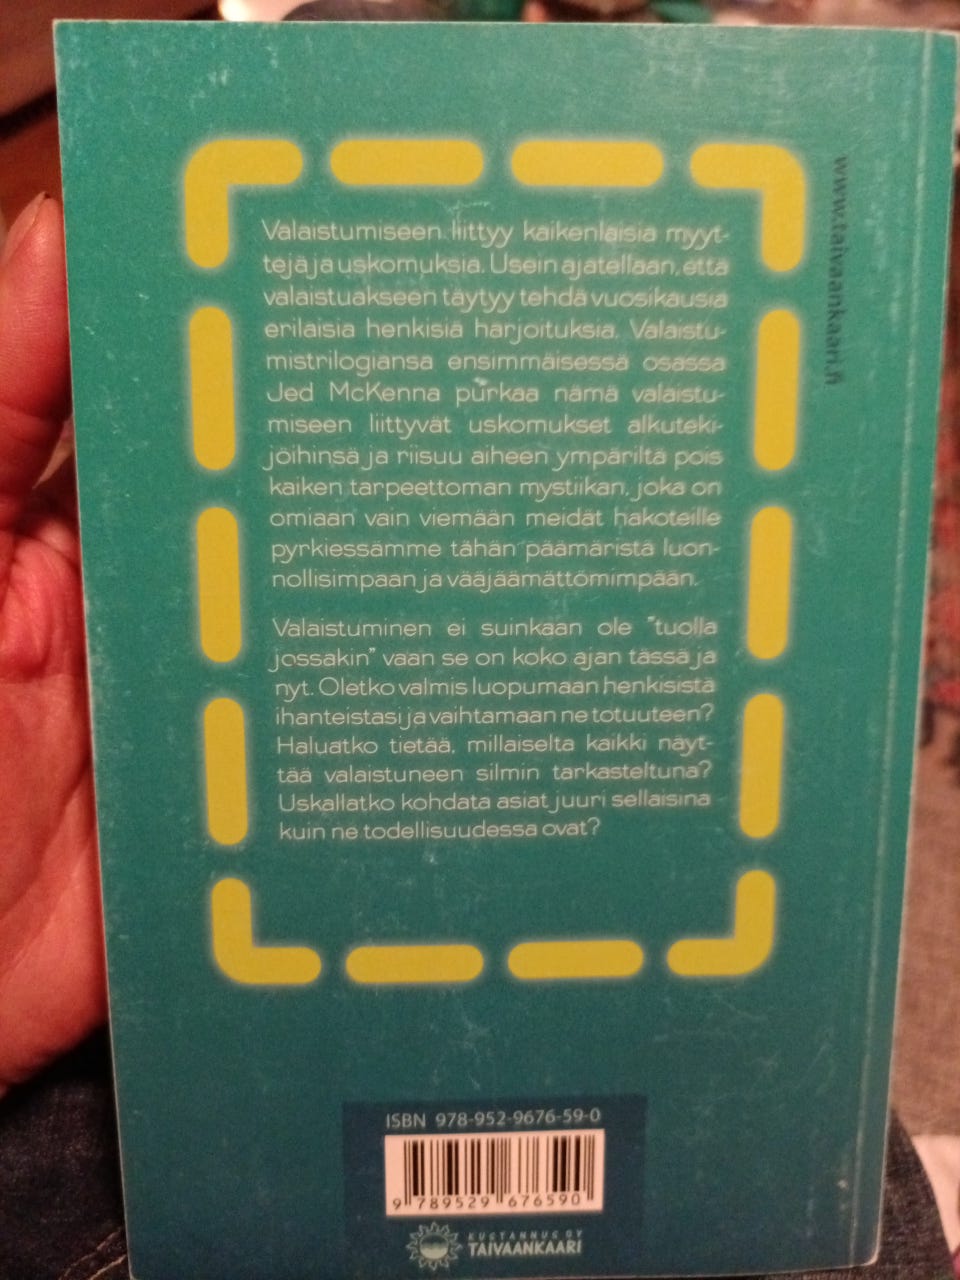 Valaistumiseen liittyy kaikenlaisia myyt-
tejä ja uskomuksia. Usein ajatellaan, että
valaistuakseen täytyy tehdä vuosikausia
erilaisia henkisiä harjoituksia. Valaistu-
mistrilogiansa ensimmäisessä osassa
Jed McKenna purkaa nämä valaistu-
miseen liittyvät uskomukset alkuteki-
jöihinsä ja riisuu aiheen ympäriltä pois
kaiken tarpeettoman mystiikan, joka on
omiaan vain viemään meidät hakoteille
pyrkiessämme tähän päämäristä luon-
nollisimpaan ja vääjäämättömimpään.
Valaistuminen ei suinkaan ole "tuolla
jossakin" vaan se on koko ajan tässä ja
nyt. Oletko valmis luopumaan henkisistä
ihanteistasi ja vaihtamaan ne totuuteen?
Haluatko tietää, millaiselta kaikki näyt-
tää valaistuneen silmin tarkasteltuna?
Uskallatko kohdata asiat juuri sellaisina
kuin ne todellisuudessa ovat?
www.taivaankaari.fi
ISBN 978-952-9676-59-0
9 789529 676590
KUSTANNUS OY
TAIVAANKAARI